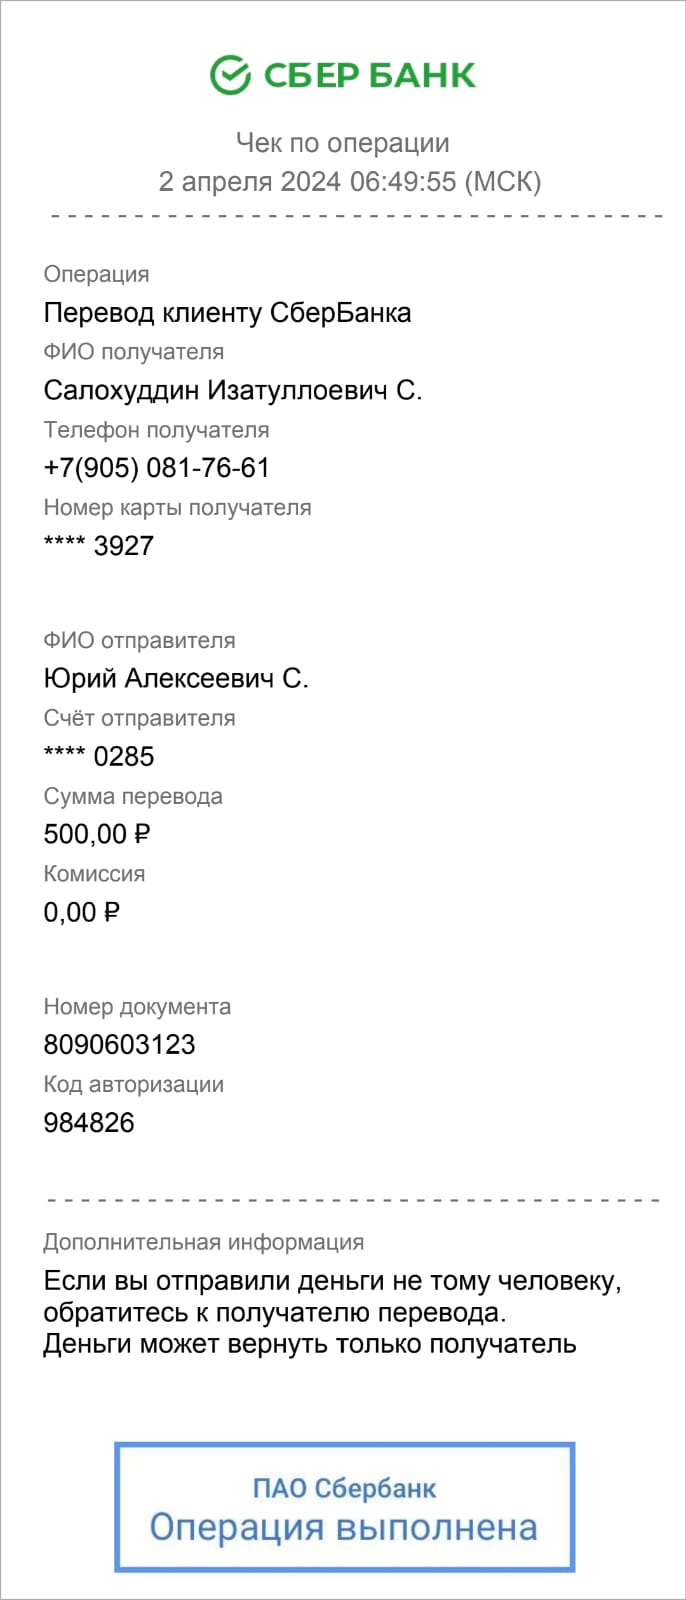 СБЕР БАНК
Чек по операции
2 апреля 2024 06:49:55 (МСК)
Операция
Перевод клиенту СберБанка
ФИО получателя
Салохуддин Изатуллоевич С.
Телефон получателя
+7(905) 081-76-61
Номер карты получателя
**** 3927
ФИО отправителя
Юрий Алексеевич С.
Счёт отправителя
**** 0285
Сумма перевода
500,00 ₽
Комиссия
0,00 ₽
Номер документа
8090603123
Код авторизации
984826
Дополнительная информация
Если вы отправили деньги не тому человеку,
обратитесь к получателю перевода.
Деньги может вернуть только получатель
ПАО Сбербанк
Операция выполнена